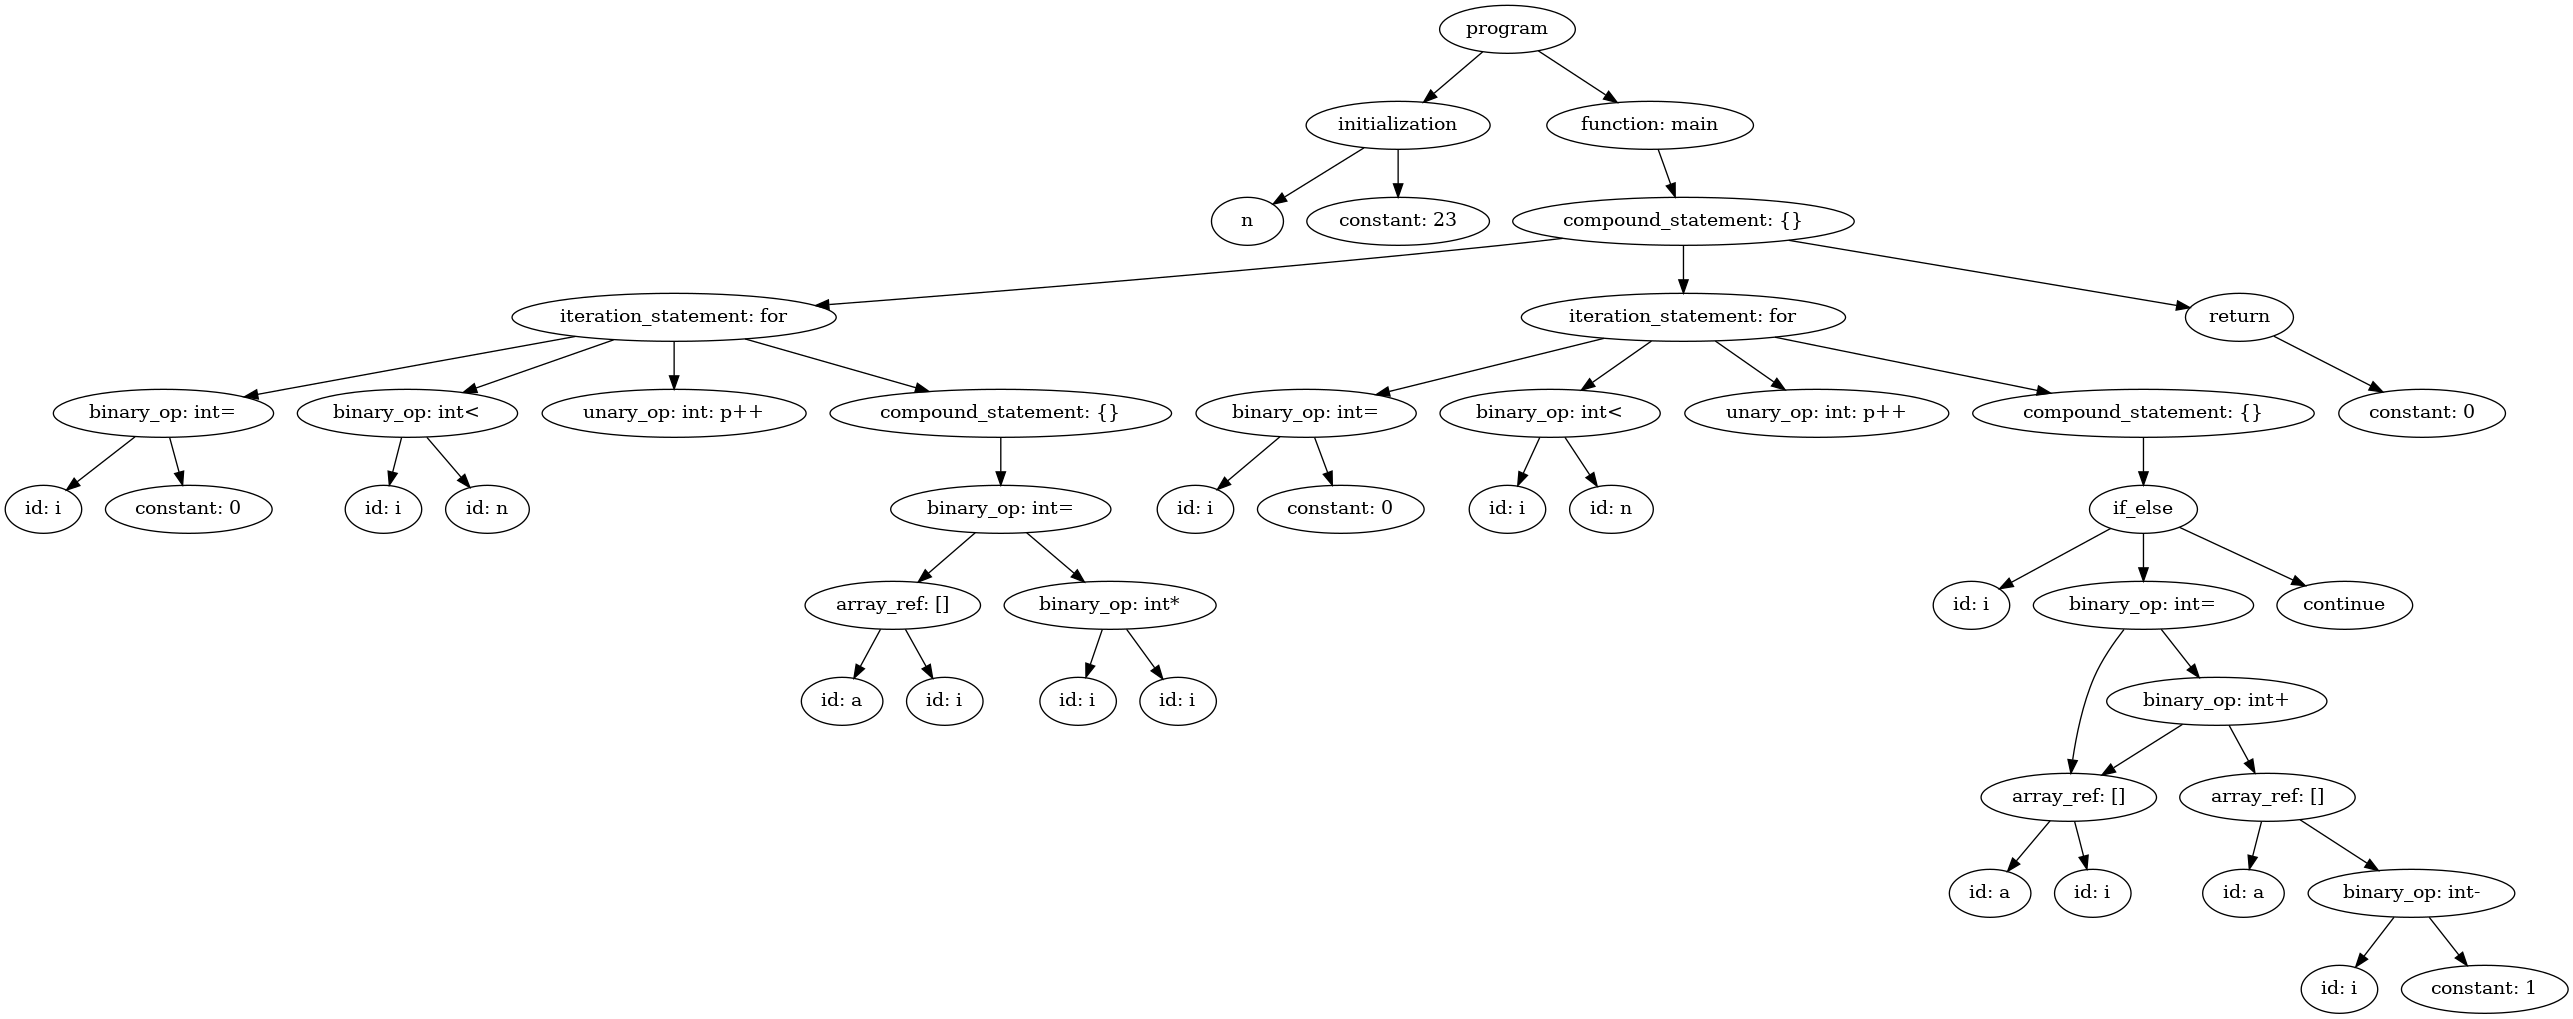 program
initialization
function: main
n
constant: 23
compound_statement: {}
iteration_statement: for
iteration_statement: for
return
binary_op: int=
binary_op: int<
unary_op: int: p++
compound_statement: {}
binary_op: int=
binary_op: int<
unary_op: int: p++
compound_statement: {}
constant: 0
id: i
constant: 0
id: i
id: n
binary_op: int=
id: i
constant: 0
id: i
id: n
if_else
array_ref: []
binary_op: int*
id: i
binary_op: int=
continue
id: a
id: i
id: i
id: i
binary_op: int+
array_ref: []
array_ref: []
id: a
id: i
id: a
binary_op: int-
id: i
constant: 1